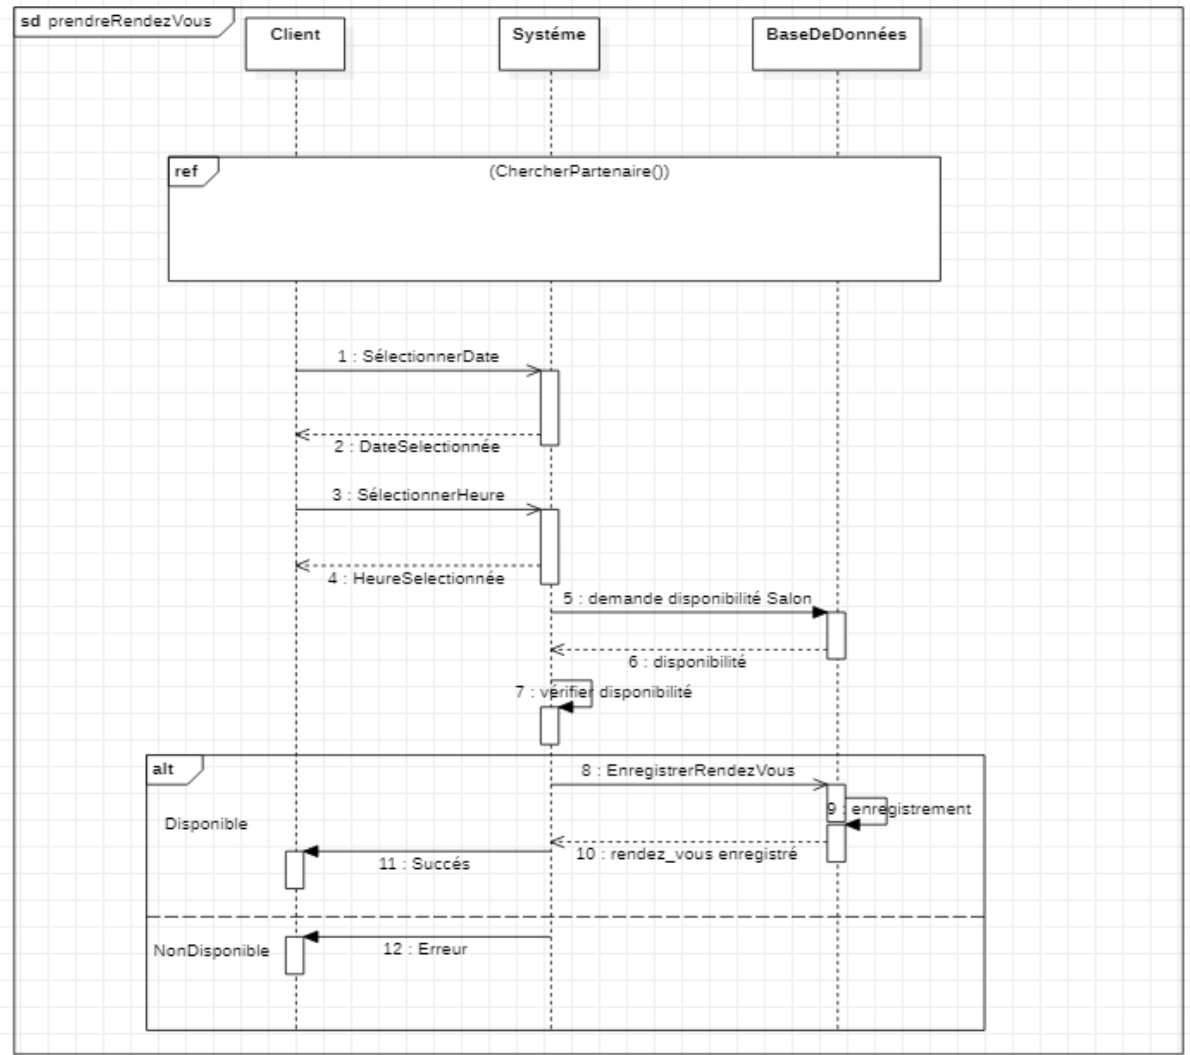 sd prendreRendezVous
Client
Systéme
BaseDeDonnées
ref
(ChercherPartenaire())
1 : SélectionnerDate
2 : DateSelectionnée
3 : SélectionnerHeure
4 : HeureSelectionnée
5 : demande disponibilité Salon
6 : disponibilité
7 : vérifier disponibilité
alt
8 : EnregistrerRendezVous
9 : enregistrement
Disponible
10 : rendez_vous enregistré
11 : Succés
12 : Erreur
NonDisponible